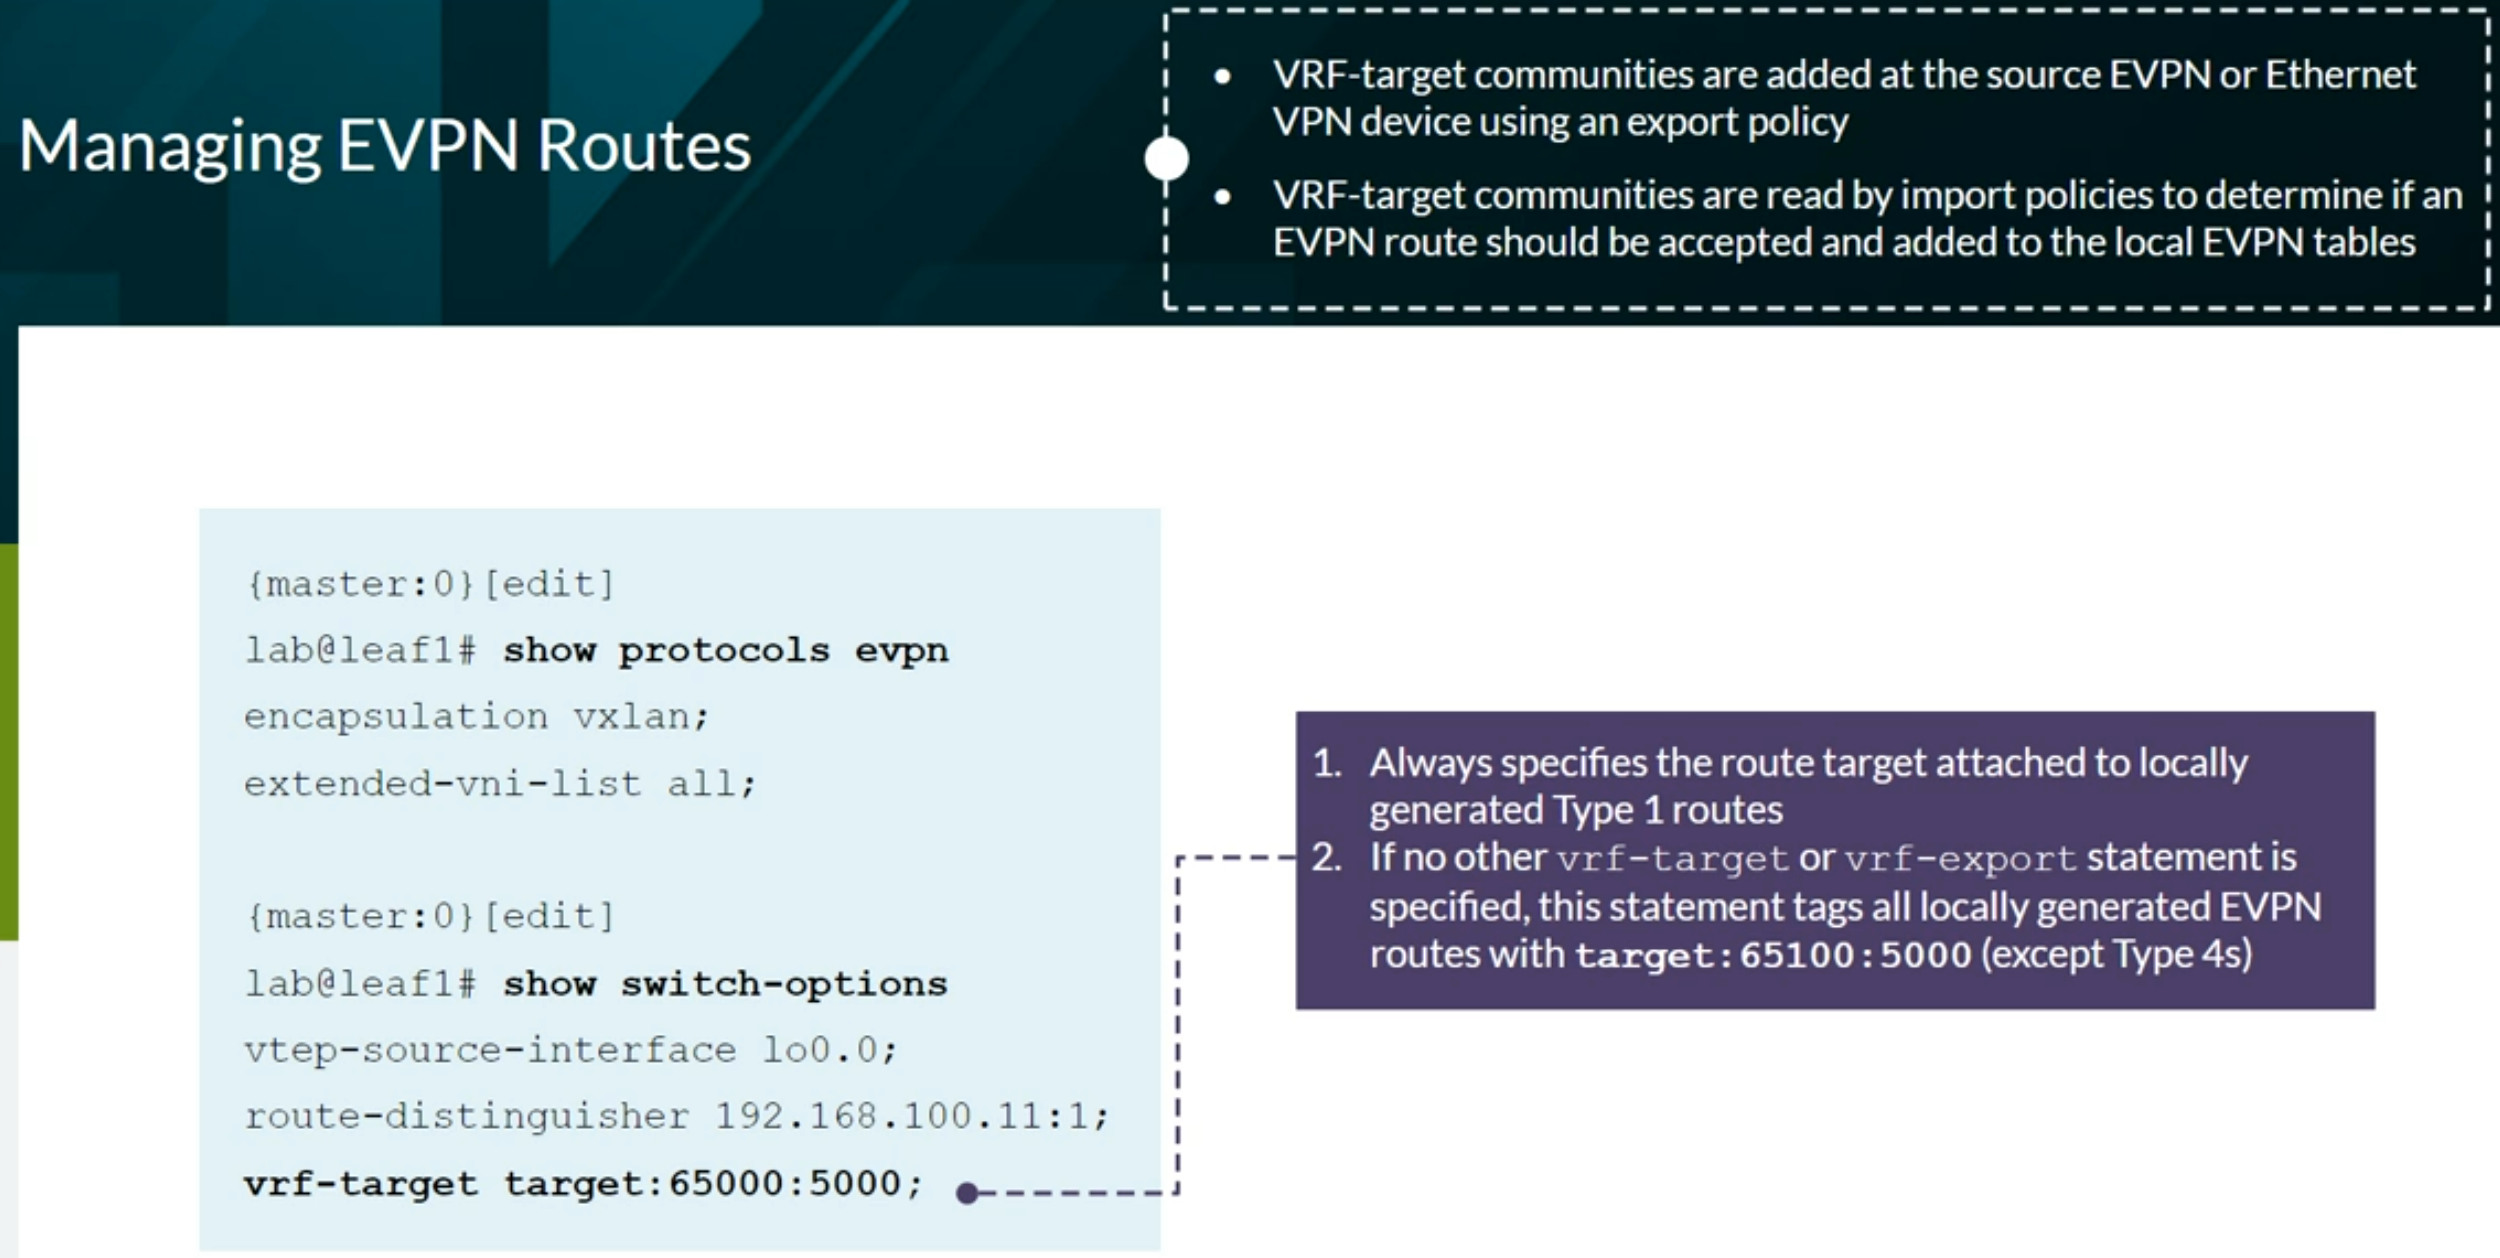 Managing EVPN Routes
• VRF-target communities are added at the source EVPN or Ethernet
VPN device using an export policy
• VRF-target communities are read by import policies to determine if an
EVPN route should be accepted and added to the local EVPN tables
{master:0}[edit]
lab@leaf1# show protocols evpn
encapsulation vxlan;
extended-vni-list all;
{master:0}[edit]
lab@leaf1# show switch-options
vtep-source-interface lo0.0;
route-distinguisher 192.168.100.11:1;
vrf-target target:65000:5000;
1. Always specifies the route target attached to locally
generated Type 1 routes
2. If no other vrf-target or vrf-export statement is
specified, this statement tags all locally generated EVPN
routes with target:65100:5000 (except Type 4s)